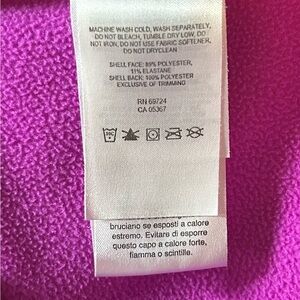 MACHINE WASH COLD, WASH SEPARATELY,
DO NOT BLEACH, TUMBLE DRY LOW, DO
NOT IRON, DO NOT USE FABRIC SOFTENER,
DO NOT DRYCLEAN
SHELL FACE: 89% POLYESTER,
11% ELASTANE
SHELL BACK: 100% POLYESTER
EXCLUSIVE OF TRIMMING
RN 69724
CA 05367
bruciano se esposti a calore
estremo. Evitare di esporre
questo capo a calore forte,
fiamma o scintille.